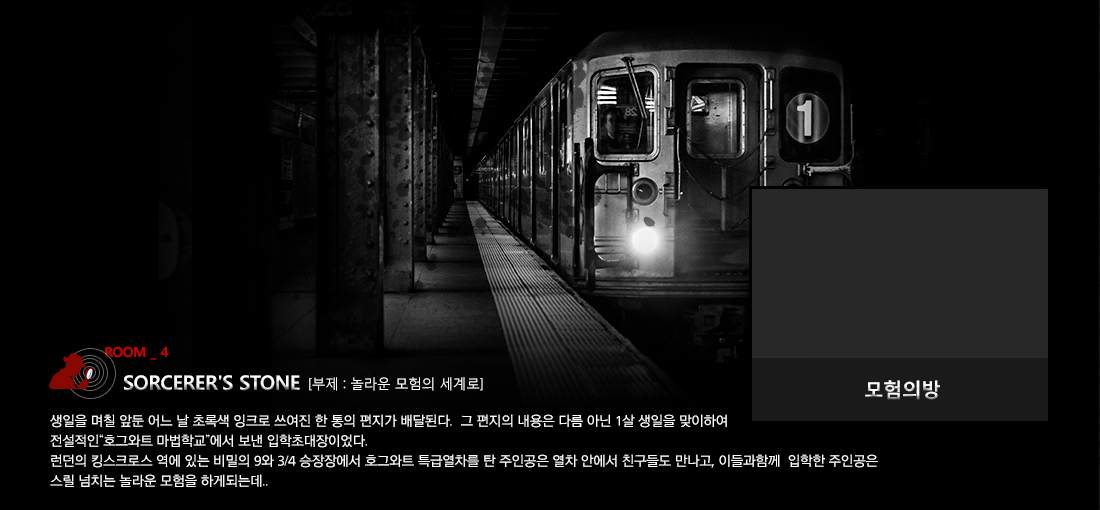 1
ROOM _ 4
SORCERER'S STONE [부제 : 놀라운 모험의 세계로]
모험의방
생일을 며칠 앞둔 어느 날 초록색 잉크로 쓰여진 한 통의 편지가 배달된다. 그 편지의 내용은 다름 아닌 1살 생일을 맞이하여
전설적인"호그와트 마법학교"에서 보낸 입학초대장이었다.
런던의 킹스크로스 역에 있는 비밀의 9와 3/4 승장장에서 호그와트 특급열차를 탄 주인공은 열차 안에서 친구들도 만나고, 이들과함께 입학한 주인공은
스릴 넘치는 놀라운 모험을 하게되는데..